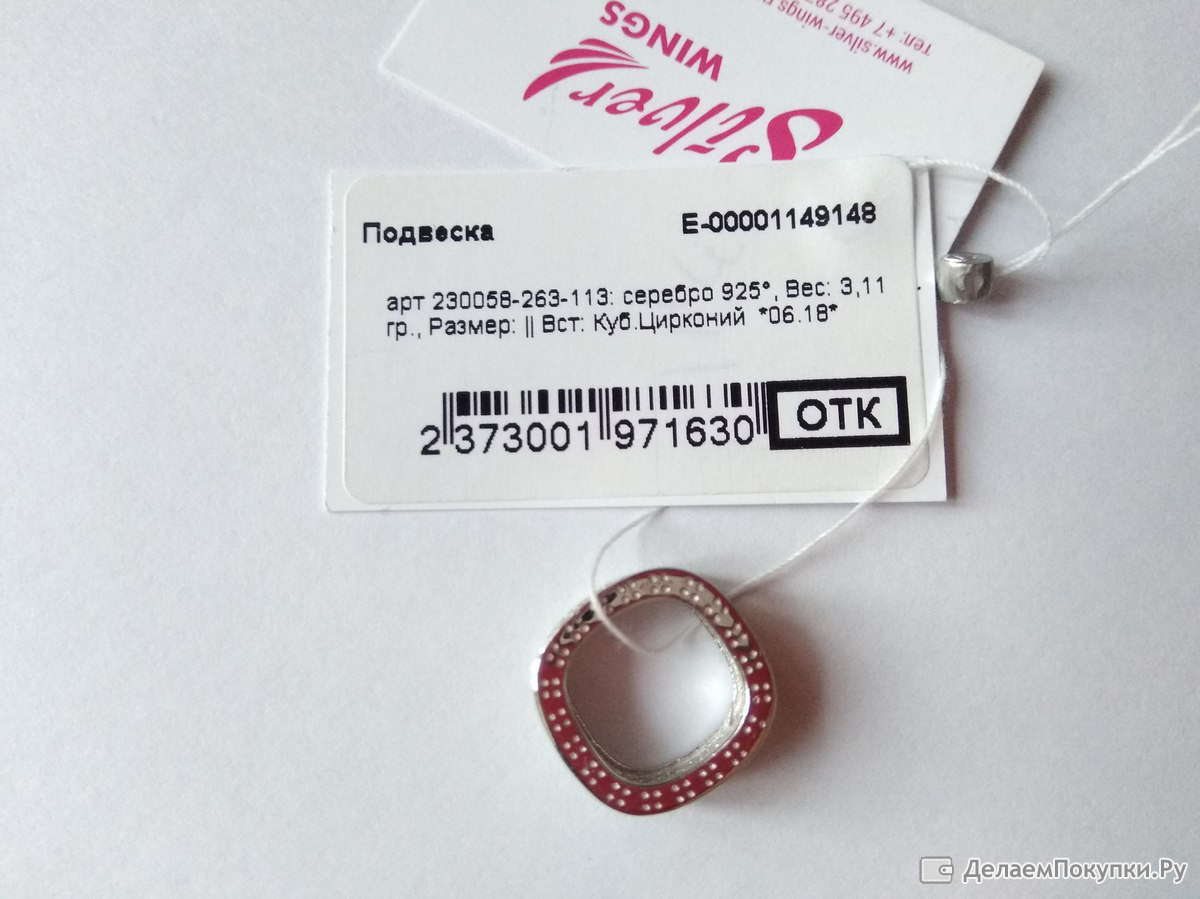 тел: +7 495 287
www.silver-wings.
Silver
WINGS
Подвеска E-00001149148
арт 230058-263-113: серебро 925°, Вес: 3,11
гр., Размер: || Вст: Куб.Цирконий *06.18*
2 373001 971630 ОТК
ДелаемПокупки.Ру